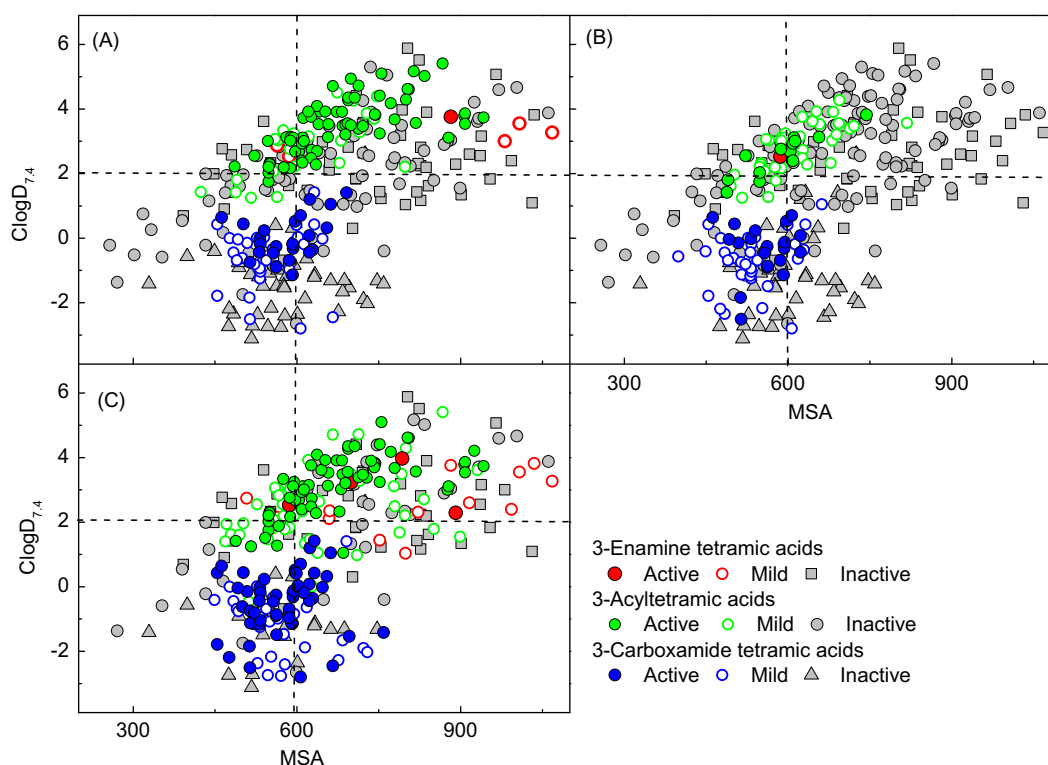 (A)
(B)
6
4
2
0
-2
ClogD7.4
300
600
900
MSA
(C)
6
4
2
0
-2
ClogD7.4
300
600
900
MSA
3-Enamine tetramic acids
Active Mild Inactive
3-Acyltetramic acids
Active Mild Inactive
3-Carboxamide tetramic acids
Active Mild Inactive